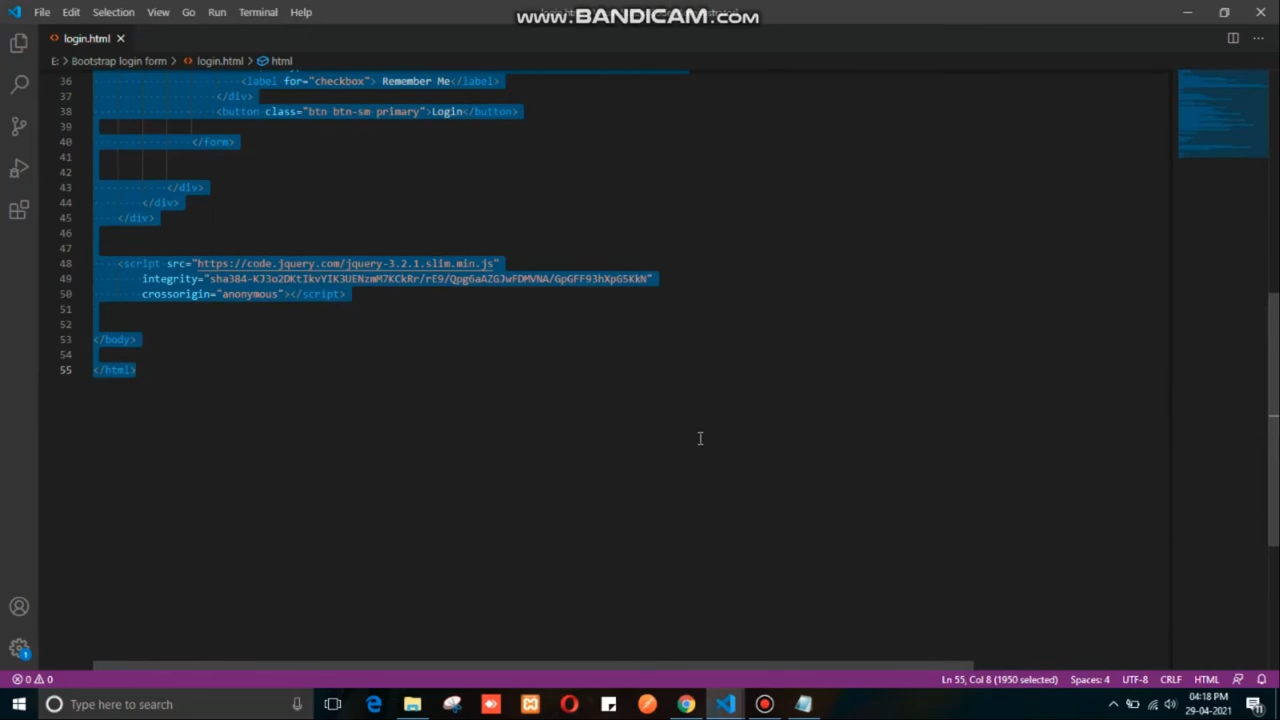 File Edit Selection View Go Run Terminal Help
www.BANDICAM.com
login.html
E: > Bootstrap login form > login.html > html
36 <label for="checkbox"> Remember Me</label>
37 </div>
38 <button class="btn btn-sm primary">Login</button>
39
40 </form>
41
42
43 </div>
44 </div>
45 </div>
46
47
48 <script src="https://code.jquery.com/jquery-3.2.1.slim.min.js"
49 integrity="sha384-KJ3o2DKtIkvYIK3UENzmM7KCkRr/rE9/Qpg6aAZGJwFDMVNA/GpGFF93hXpG5KkN"
50 crossorigin="anonymous"></script>
51
52
53 </body>
54
55 </html>
0 0 Ln 55, Col 8 (1950 selected) Spaces: 4 UTF-8 CRLF HTML
Type here to search
04:18 PM
29-04-2021